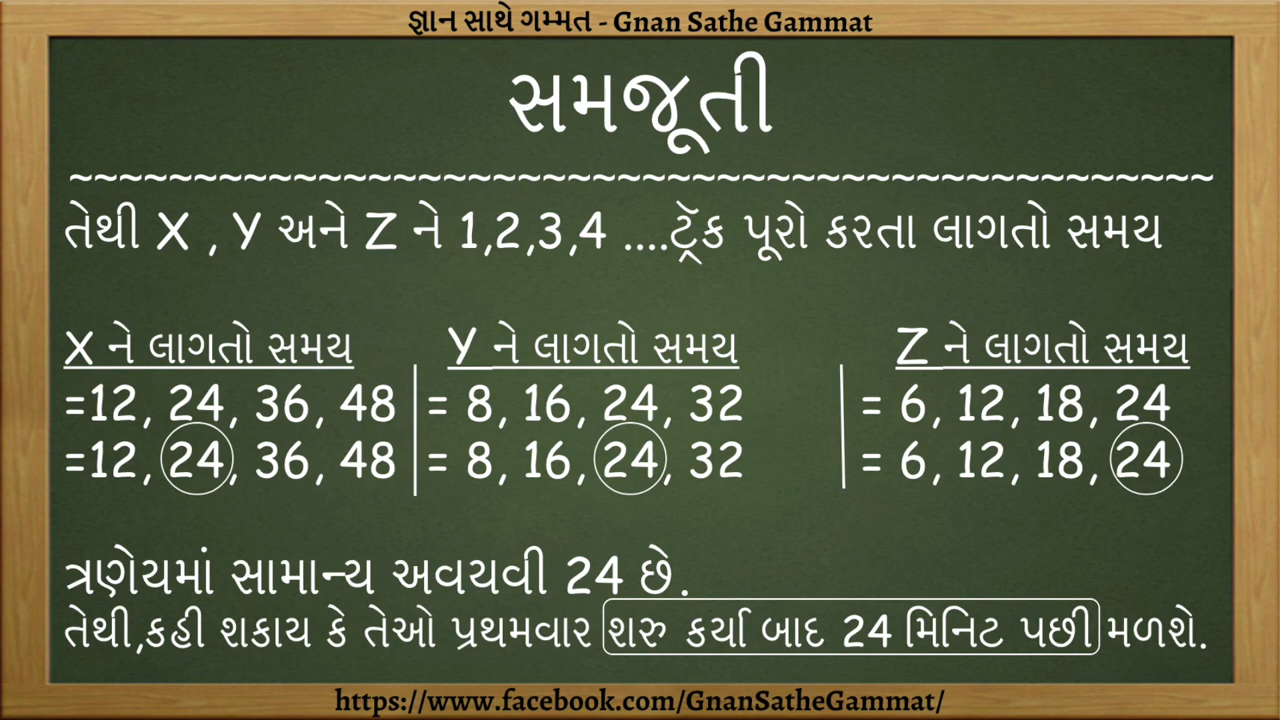 જ્ઞાન સાથે ગમ્મત - Gnan Sathe Gammat
સમજૂતી
~~~~~~~~~~~~~~~~~~~~~~~~~~~~~~~~~~~~~~~~~~~~~~
તેથી X , Y અને Z ને 1,2,3,4 ....ટ્રૅક પૂરો કરતા લાગતો સમય
X ને લાગતો સમય
=12, 24, 36, 48
=12, 24, 36, 48
Y ને લાગતો સમય
= 8, 16, 24, 32
= 8, 16, 24, 32
Z ને લાગતો સમય
= 6, 12, 18, 24
= 6, 12, 18, 24
ત્રણેયમાં સામાન્ય અવયવી 24 છે.
તેથી,કહી શકાય કે તેઓ પ્રથમવાર શરુ કર્યા બાદ 24 મિનિટ પછી મળશે.
https://www.facebook.com/GnanSatheGammat/